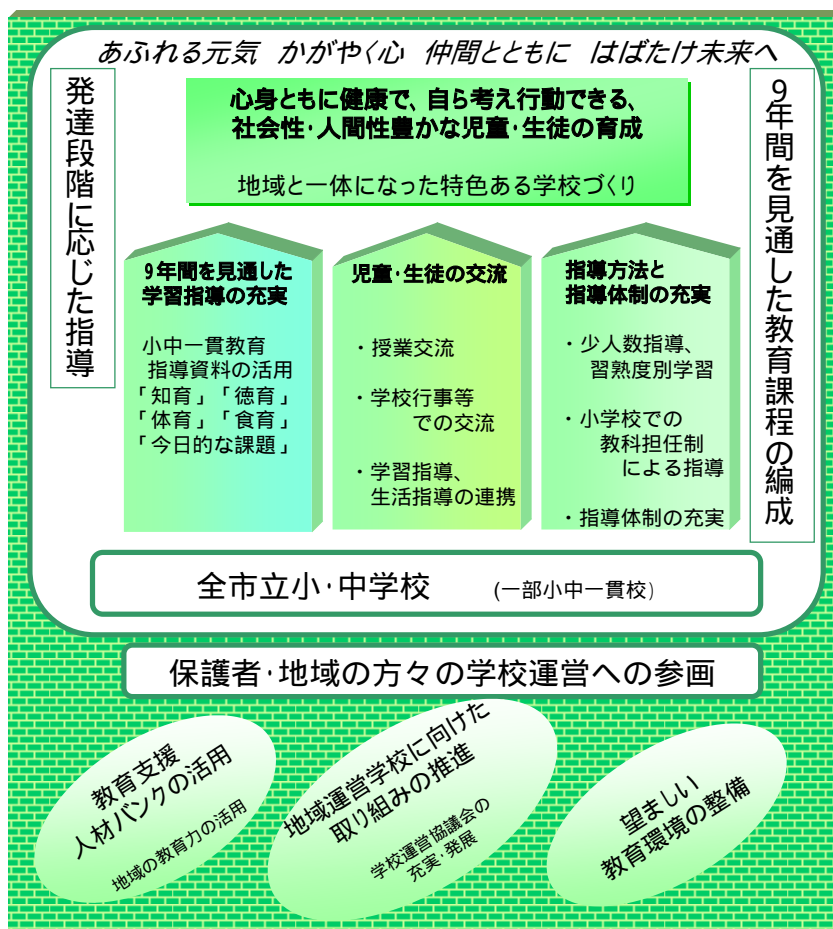 あふれる元気 かがやく心 仲間とともに はばたけ未来へ
発達段階に応じた指導
心身ともに健康で、自ら考え行動できる、
社会性・人間性豊かな児童・生徒の育成
地域と一体になった特色ある学校づくり
9年間を見通した教育課程の編成
9年間を見通した
学習指導の充実
小中一貫教育
指導資料の活用
「知育」「徳育」
「体育」「食育」
「今日的な課題」
児童・生徒の交流
・授業交流
・学校行事等
での交流
・学習指導、
生活指導の連携
指導方法と
指導体制の充実
・少人数指導、
習熟度別学習
・小学校での
教科担任制
による指導
・指導体制の充実
全市立小・中学校 (一部小中一貫校)
保護者・地域の方々の学校運営への参画
教育支援
人材バンクの活用
地域の教育力の活用
地域運営学校に向けた
取り組みの推進
学校運営協議会の
充実・発展
望ましい
教育環境の整備